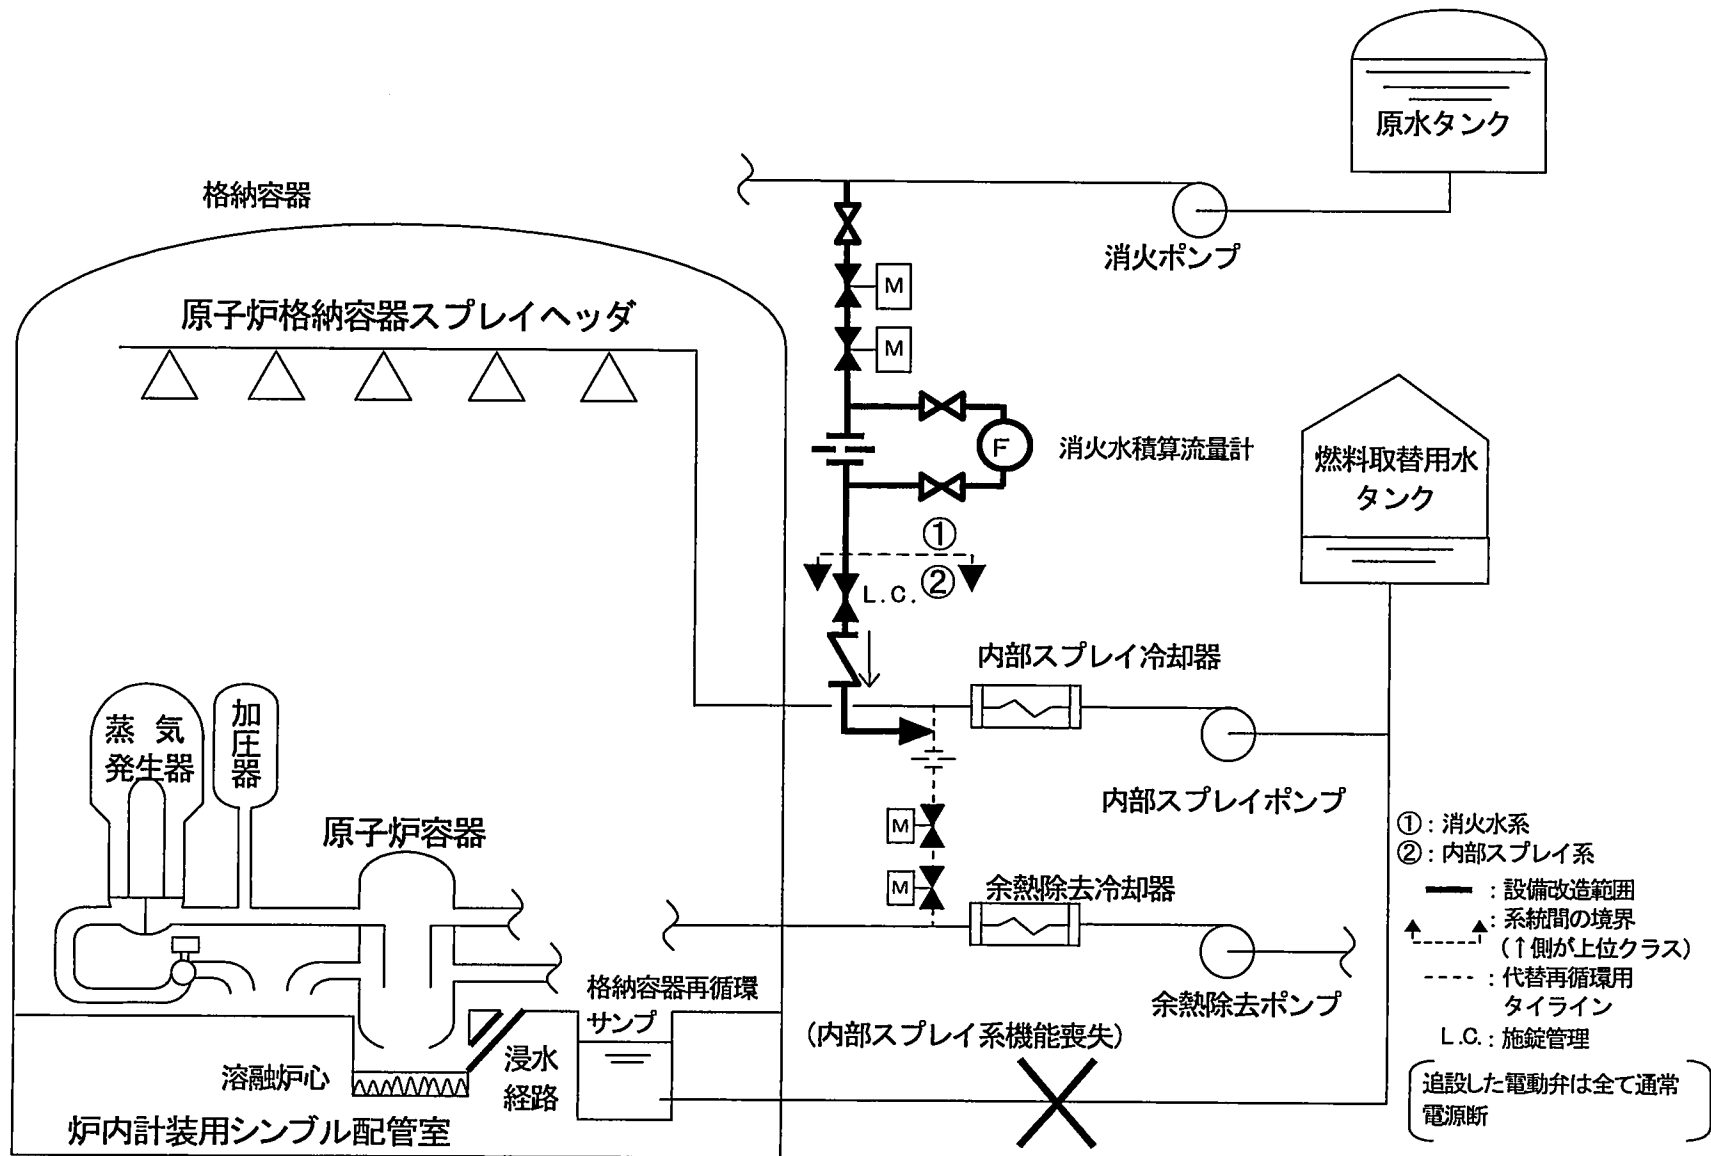 原水タンク
格納容器
消火ポンプ
原子炉格納容器スプレイヘッダ
M
M
F
消火水積算流量計
燃料取替用水
タンク
①
②
L.C.
内部スプレイ冷却器
蒸気
発生器
加圧器
内部スプレイポンプ
M
原子炉容器
M
余熱除去冷却器
①：消火水系
②：内部スプレイ系
：設備改造範囲
：系統間の境界
(↑側が上位クラス)
：代替再循環用
タイライン
L.C.：施錠管理
格納容器再循環
サンプ
余熱除去ポンプ
(内部スプレイ系機能喪失)
溶融炉心
浸水
経路
炉内計装用シンブル配管室
追設した電動弁は全て通常
電源断